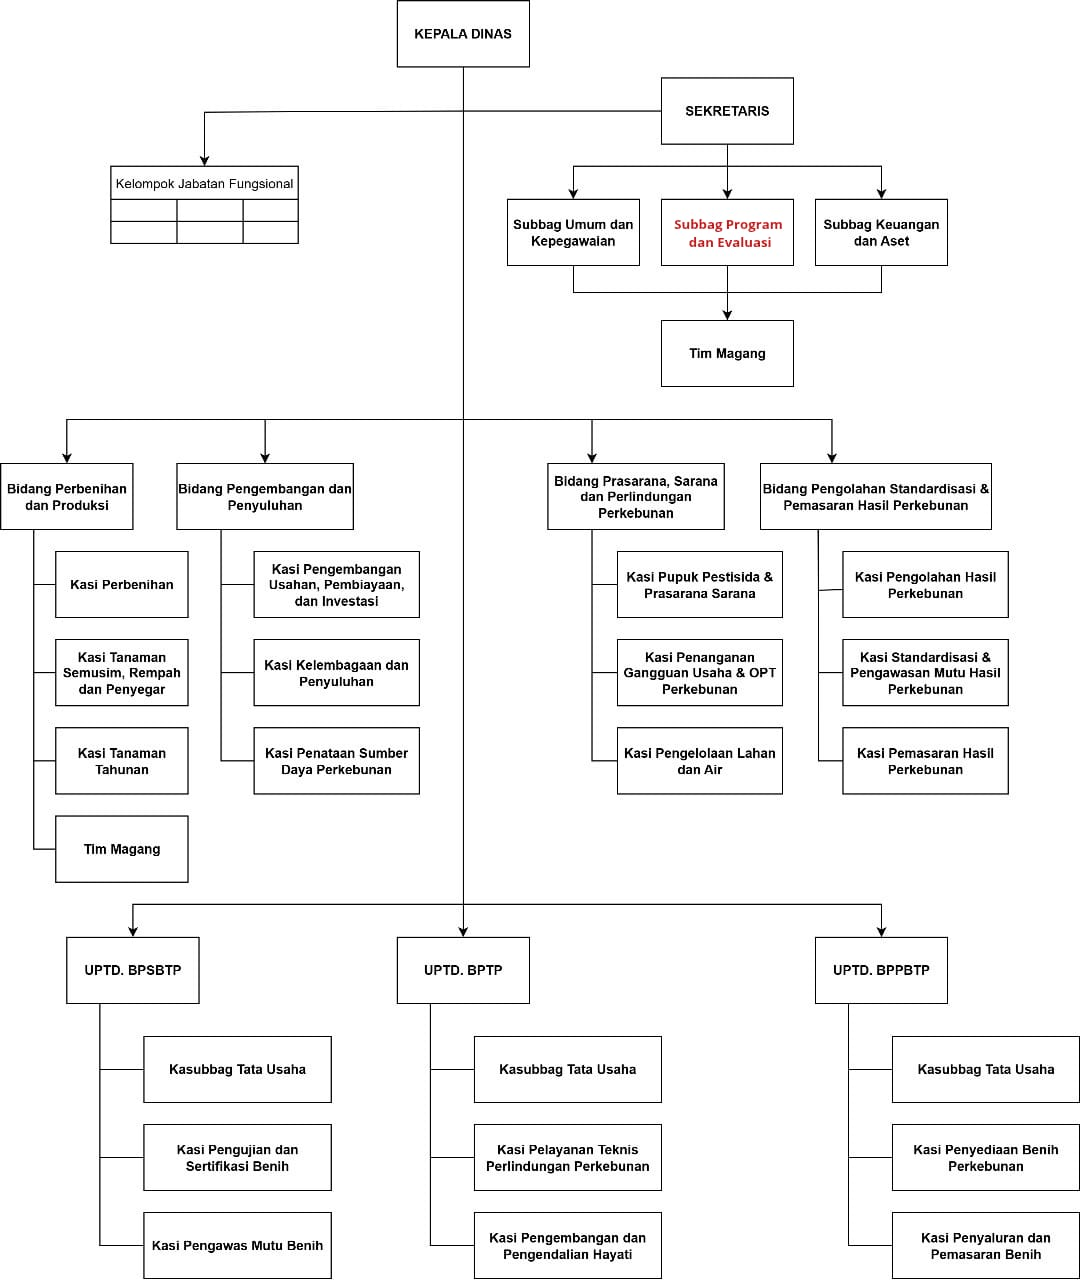 KEPALA DINAS
SEKRETARIS
Kelompok Jabatan Fungsional
Subbag Umum dan
Kepegawaian
Subbag Program
dan Evaluasi
Subbag Keuangan
dan Aset
Tim Magang
Bidang Perbenihan
dan Produksi
Bidang Pengembangan dan
Penyuluhan
Bidang Prasarana, Sarana
dan Perlindungan
Perkebunan
Bidang Pengolahan Standardisasi &
Pemasaran Hasil Perkebunan
Kasi Perbenihan
Kasi Tanaman
Semusim, Rempah
dan Penyegar
Kasi Tanaman
Tahunan
Tim Magang
Kasi Pengembangan
Usahan, Pembiayaan,
dan Investasi
Kasi Kelembagaan dan
Penyuluhan
Kasi Penataan Sumber
Daya Perkebunan
Kasi Pupuk Pestisida &
Prasarana Sarana
Kasi Penanganan
Gangguan Usaha & OPT
Perkebunan
Kasi Pengelolaan Lahan
dan Air
Kasi Pengolahan Hasil
Perkebunan
Kasi Standardisasi &
Pengawasan Mutu Hasil
Perkebunan
Kasi Pemasaran Hasil
Perkebunan
UPTD. BPSBTP
Kasubbag Tata Usaha
Kasi Pengujian dan
Sertifikasi Benih
Kasi Pengawas Mutu Benih
UPTD. BPTP
Kasubbag Tata Usaha
Kasi Pelayanan Teknis
Perlindungan Perkebunan
Kasi Pengembangan dan
Pengendalian Hayati
UPTD. BPPBTP
Kasubbag Tata Usaha
Kasi Penyediaan Benih
Perkebunan
Kasi Penyaluran dan
Pemasaran Benih